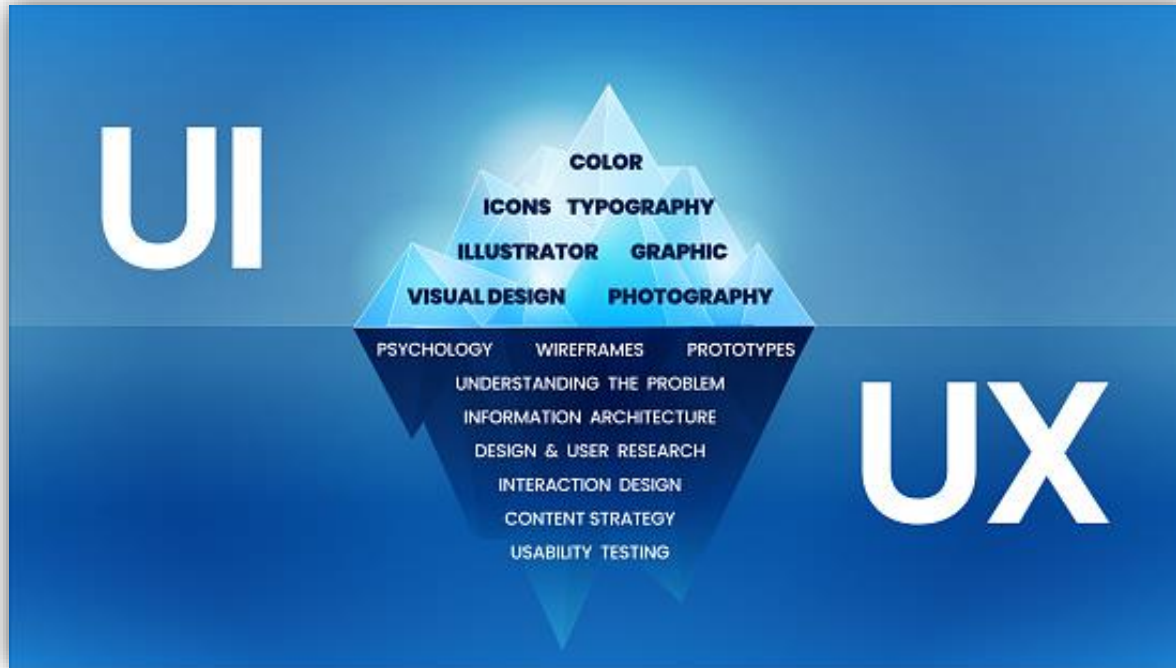 UI
COLOR
ICONS TYPOGRAPHY
ILLUSTRATOR GRAPHIC
VISUAL DESIGN PHOTOGRAPHY
PSYCHOLOGY WIREFRAMES PROTOTYPES
UNDERSTANDING THE PROBLEM
INFORMATION ARCHITECTURE
DESIGN & USER RESEARCH
INTERACTION DESIGN
CONTENT STRATEGY
USABILITY TESTING
UX